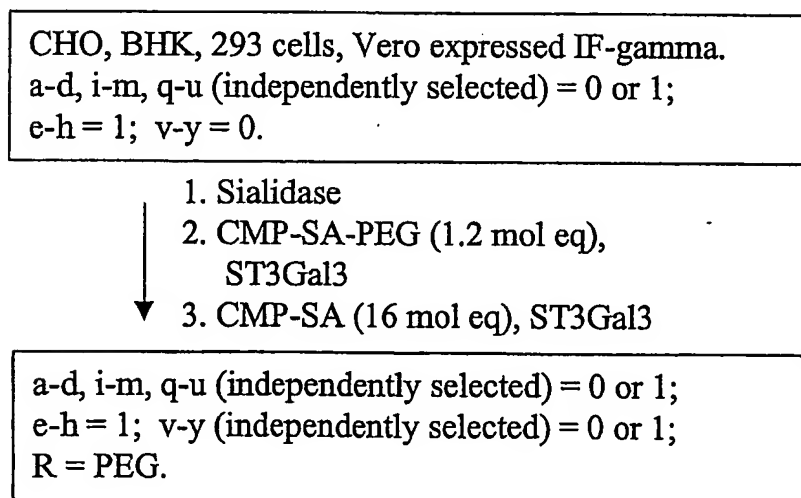 CHO, BHK, 293 cells, Vero expressed IF-gamma.
a-d, i-m, q-u (independently selected) = 0 or 1;
e-h = 1; v-y = 0.
1. Sialidase
2. CMP-SA-PEG (1.2 mol eq),
ST3Gal3
3. CMP-SA (16 mol eq), ST3Gal3
a-d, i-m, q-u (independently selected) = 0 or 1;
e-h = 1; v-y (independently selected) = 0 or 1;
R = PEG.